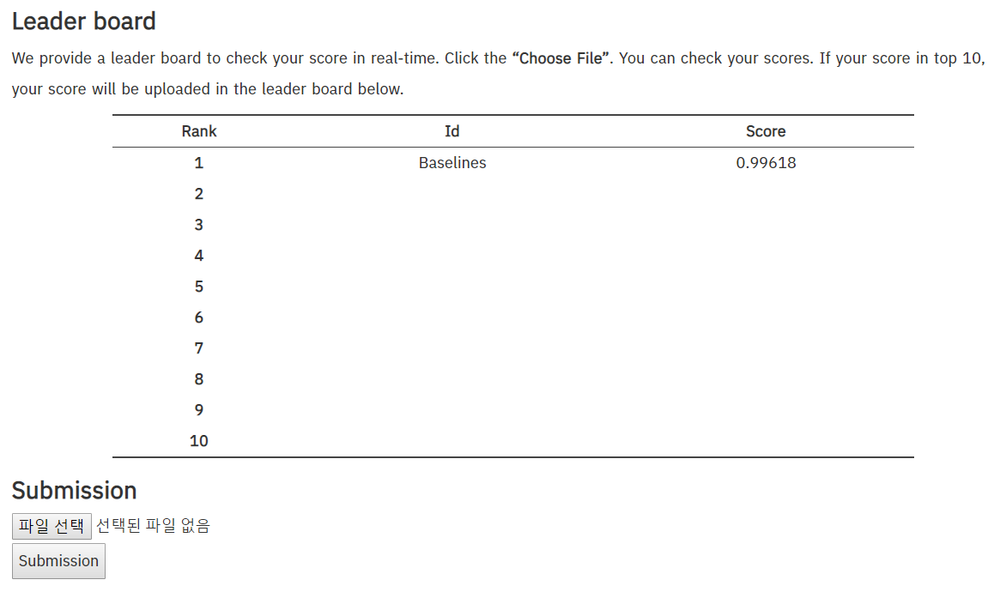 Leader board
We provide a leader board to check your score in real-time. Click the “Choose File”. You can check your scores. If your score in top 10,
your score will be uploaded in the leader board below.
Rank Id Score
1 Baselines 0.99618
2
3
4
5
6
7
8
9
10
Submission
파일 선택 선택된 파일 없음
Submission